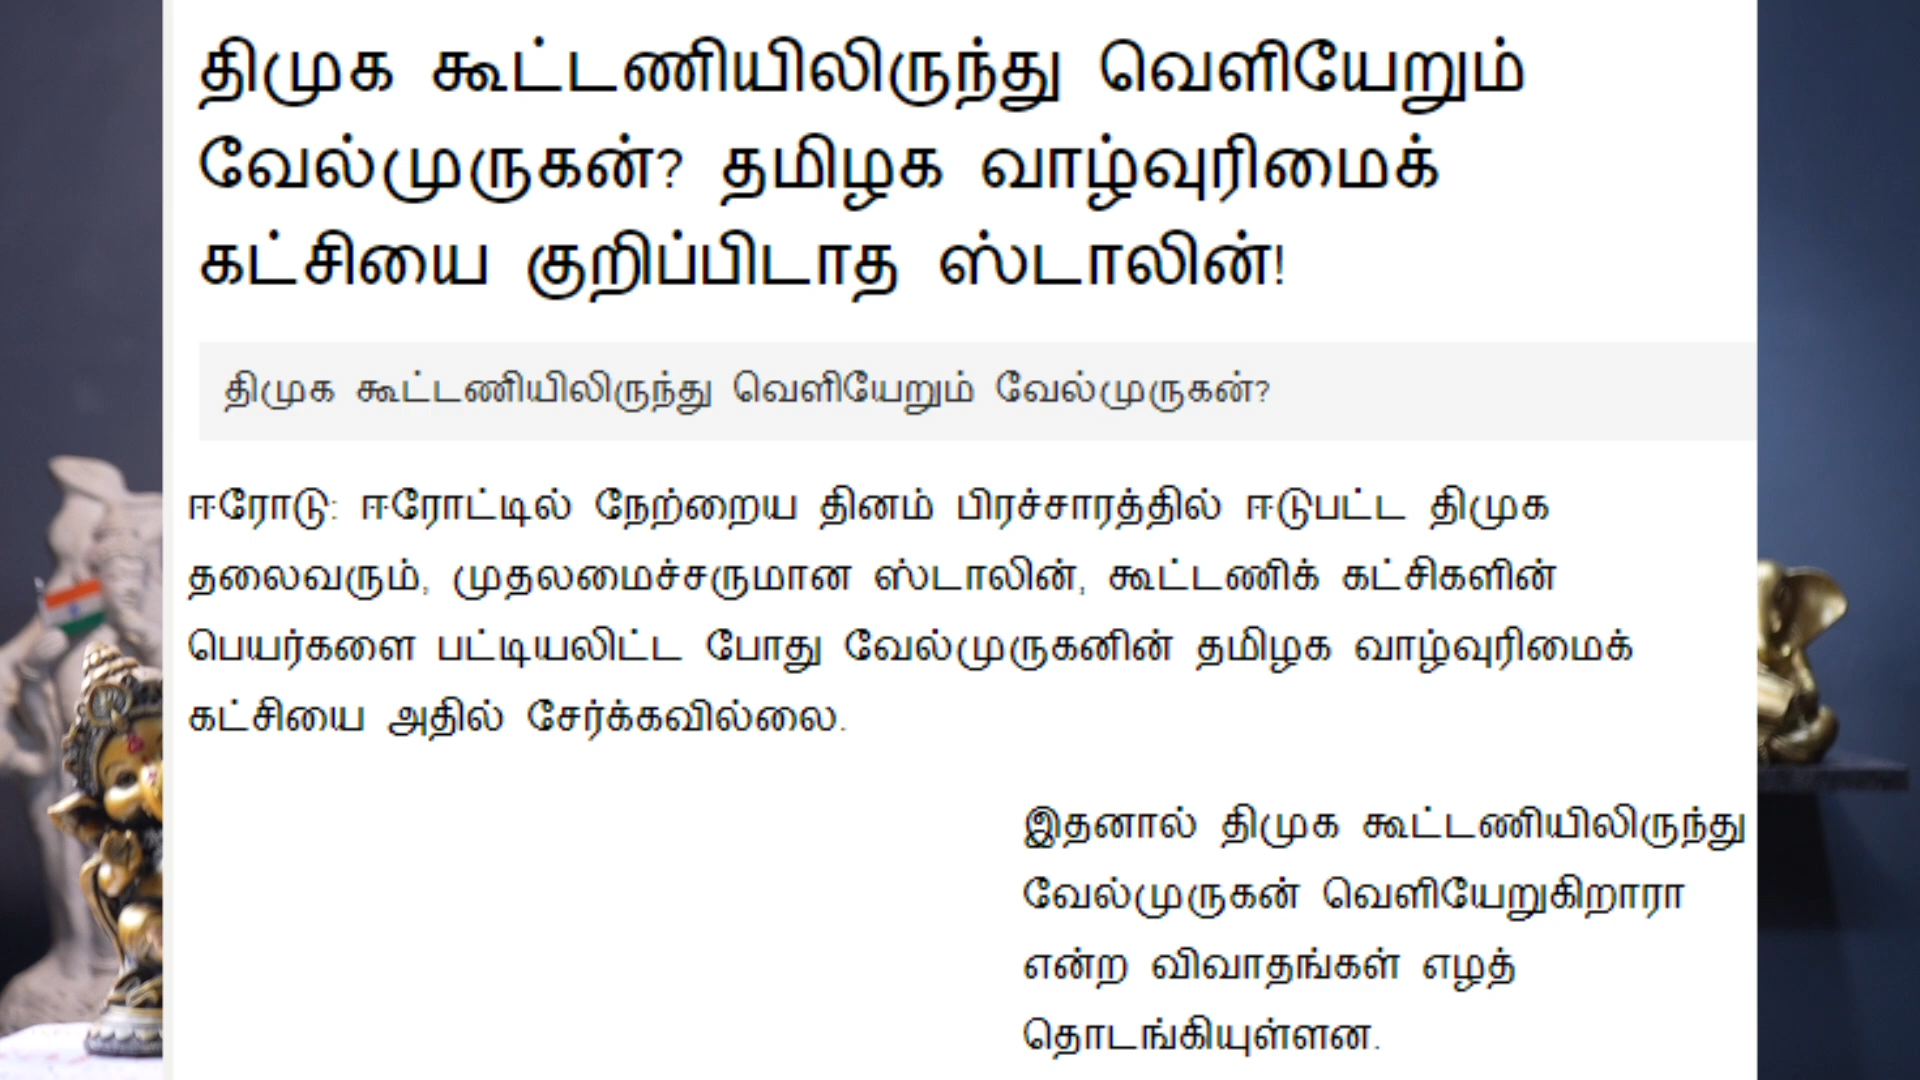 திமுக கூட்டணியிலிருந்து வெளியேறும்
வேல்முருகன்? தமிழக வாழ்வுரிமைக்
கட்சியை குறிப்பிடாத ஸ்டாலின்!
திமுக கூட்டணியிலிருந்து வெளியேறும் வேல்முருகன்?
ஈரோடு: ஈரோட்டில் நேற்றைய தினம் பிரச்சாரத்தில் ஈடுபட்ட திமுக
தலைவரும், முதலமைச்சருமான ஸ்டாலின், கூட்டணிக் கட்சிகளின்
பெயர்களை பட்டியலிட்ட போது வேல்முருகனின் தமிழக வாழ்வுரிமைக்
கட்சியை அதில் சேர்க்கவில்லை.
இதனால் திமுக கூட்டணியிலிருந்து
வேல்முருகன் வெளியேறுகிறாரா
என்ற விவாதங்கள் எழத்
தொடங்கியுள்ளன.